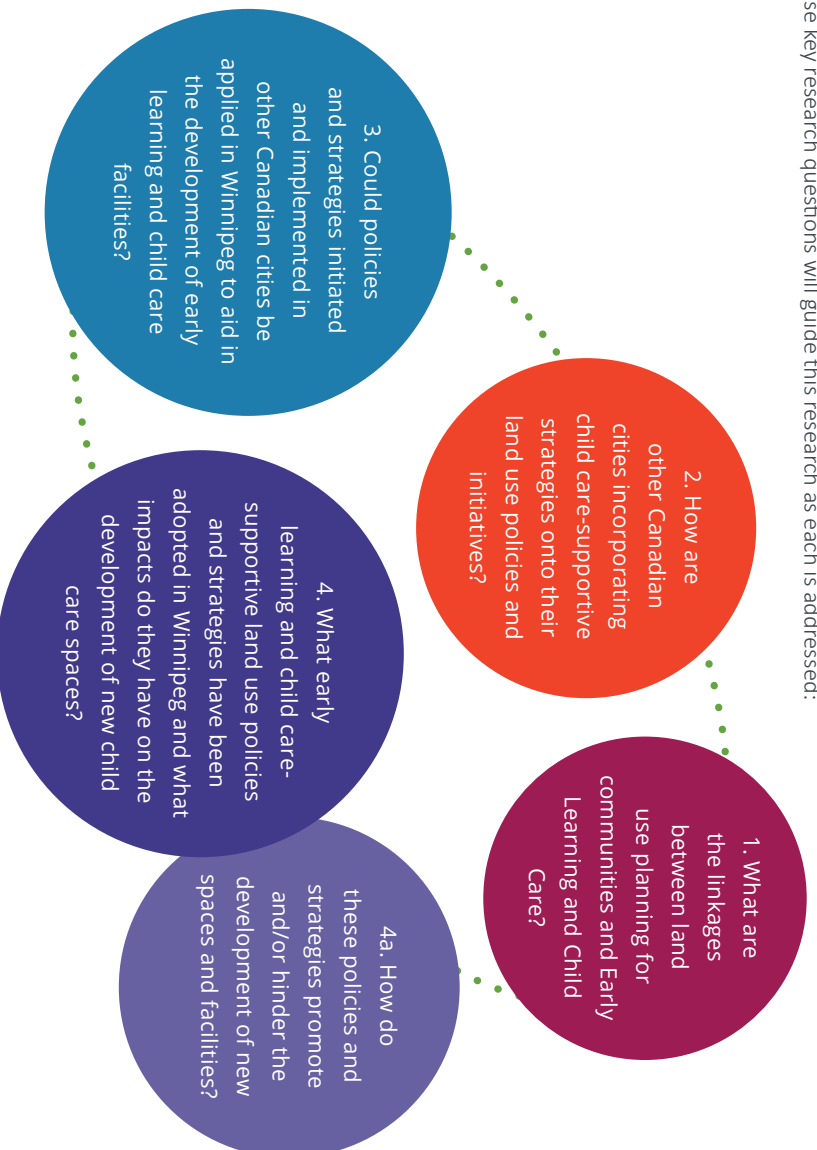 se key research questions will guide this research as each is addressed:
1. What are
the linkages
between land
use planning for
communities and Early
Learning and Child
Care?
2. How are
other Canadian
cities incorporating
child care-supportive
strategies onto their
land use policies and
initiatives?
3. Could policies
and strategies initiated
and implemented in
other Canadian cities be
applied in Winnipeg to aid in
the development of early
learning and child care
facilities?
4. What early
learning and child care-
supportive land use policies
and strategies have been
adopted in Winnipeg and what
impacts do they have on the
development of new child
care spaces?
4a. How do
these policies and
strategies promote
and/or hinder the
development of new
spaces and facilities?